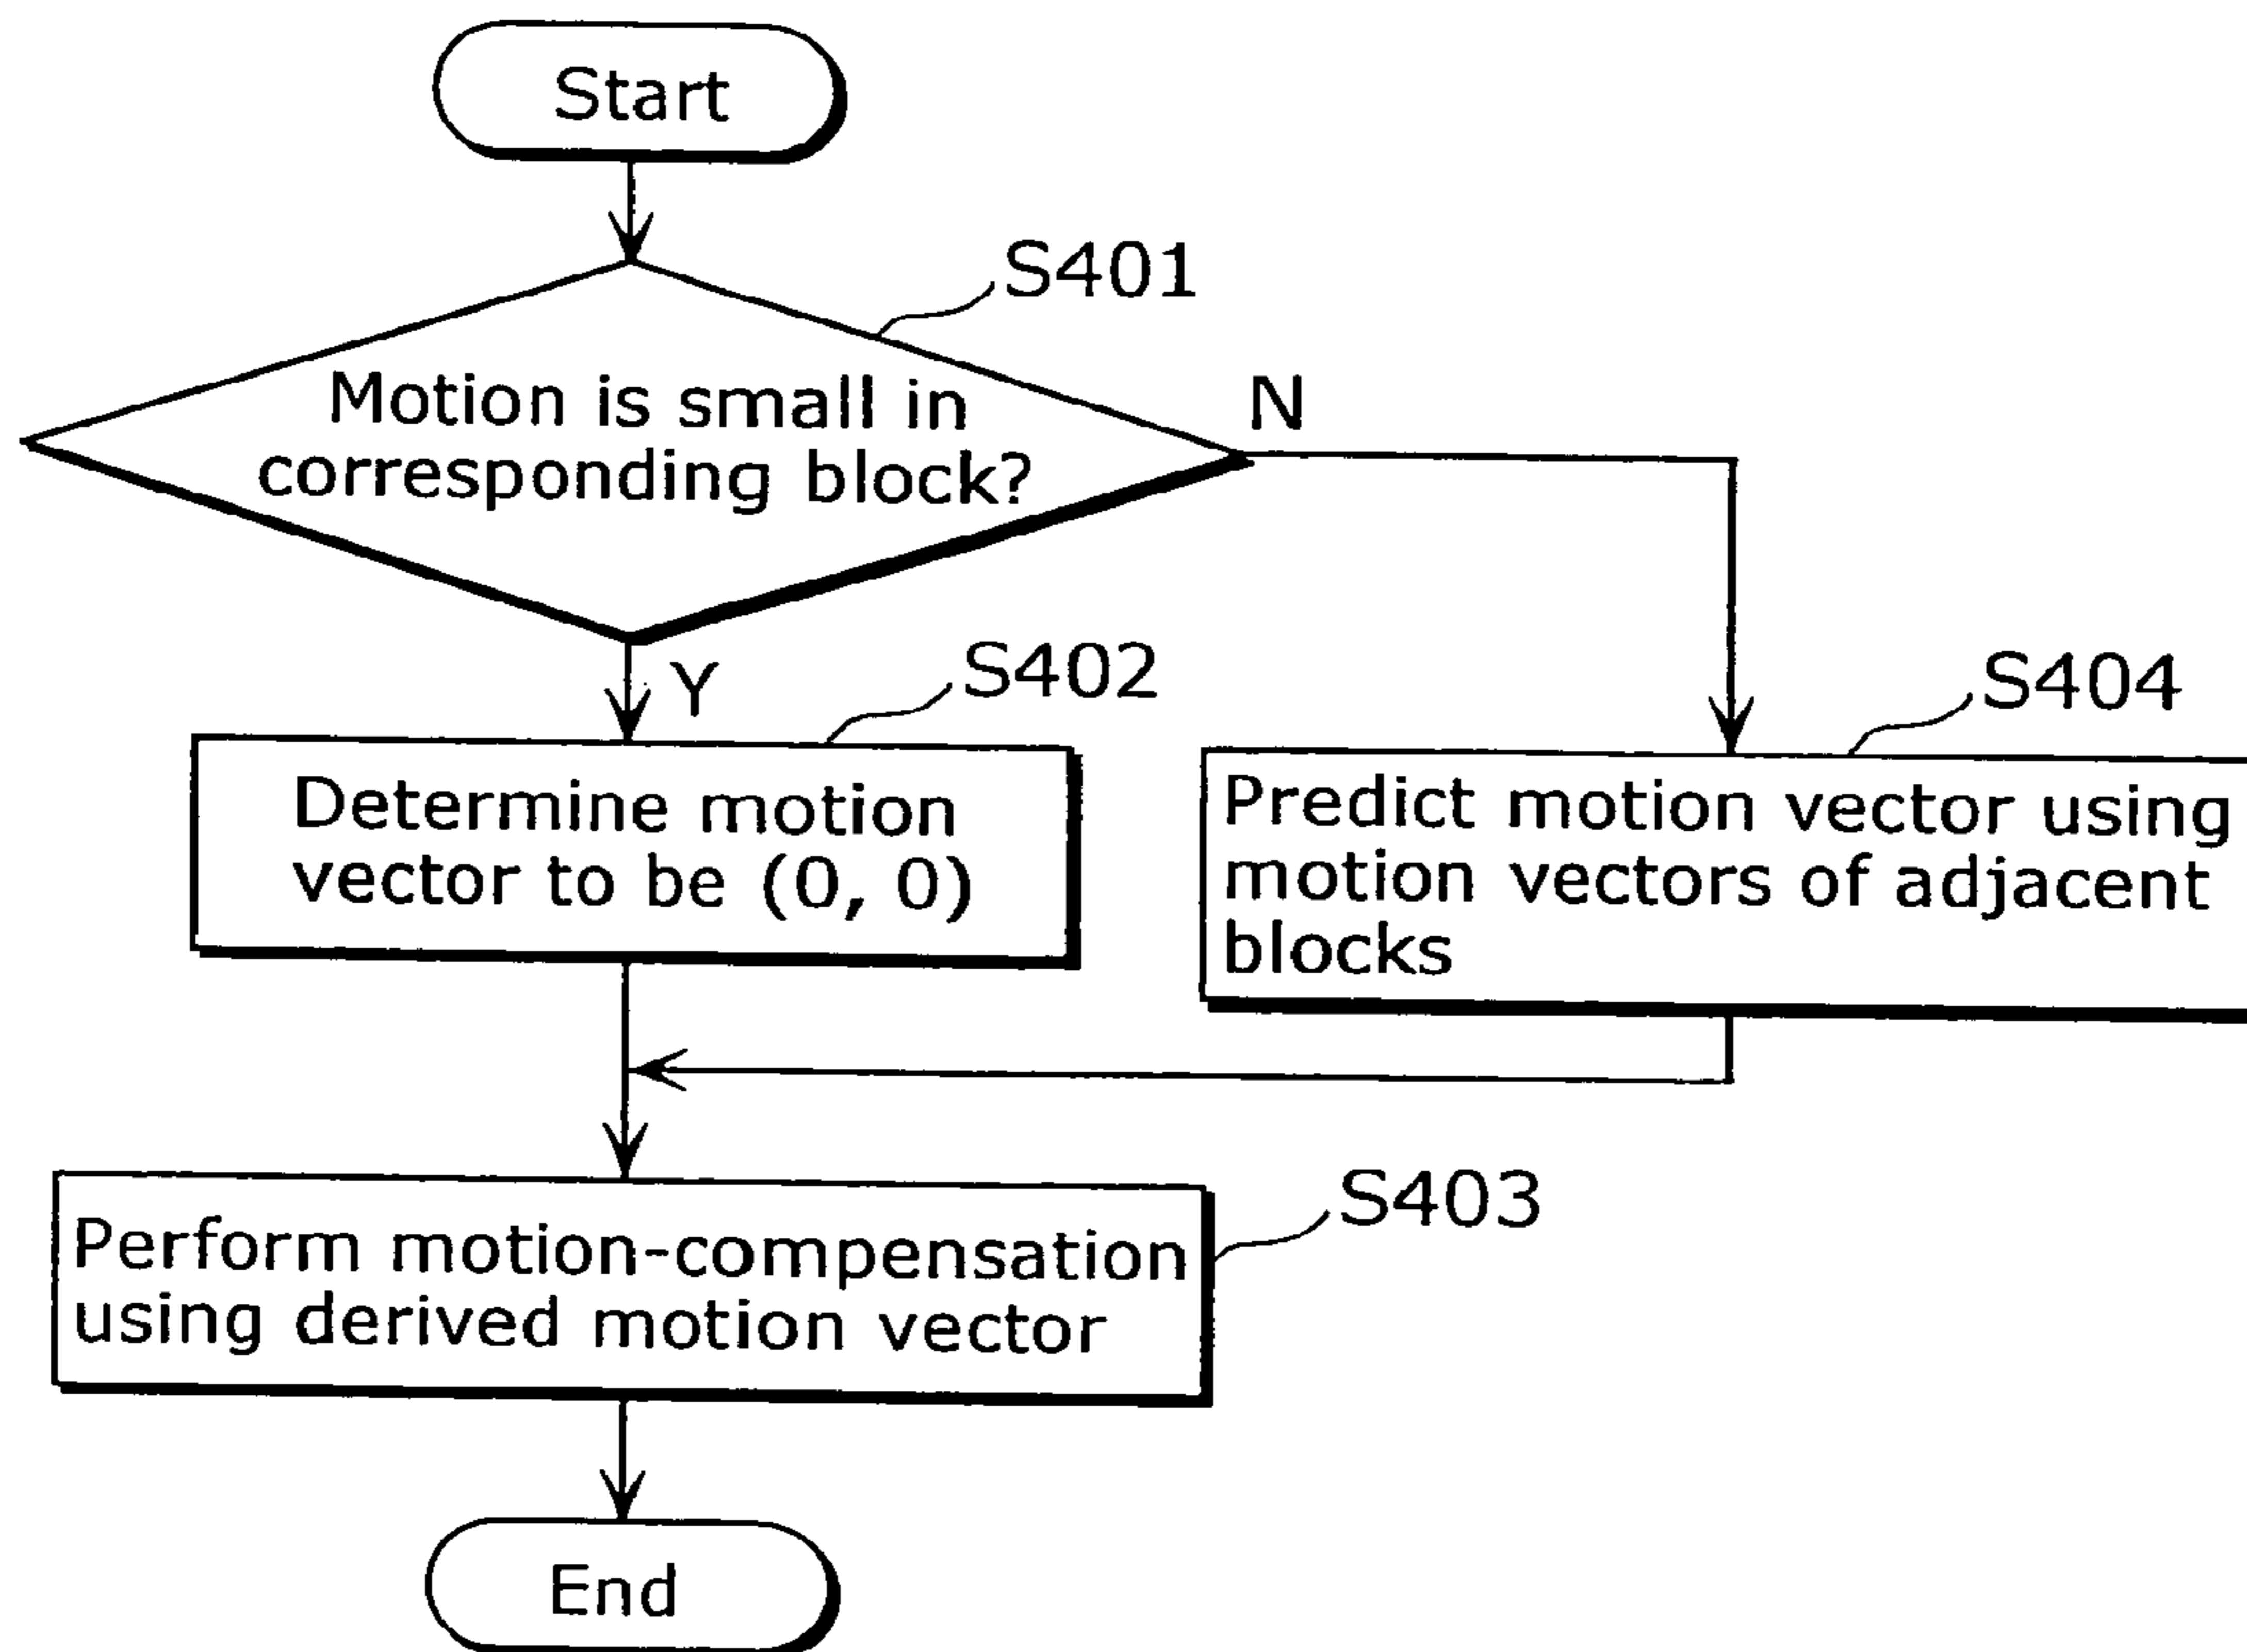 Start
S401
Motion is small in
corresponding block?
N
Y
S402
Determine motion
vector to be (0, 0)
S404
Predict motion vector using
motion vectors of adjacent
blocks
S403
Perform motion-compensation
using derived motion vector
End